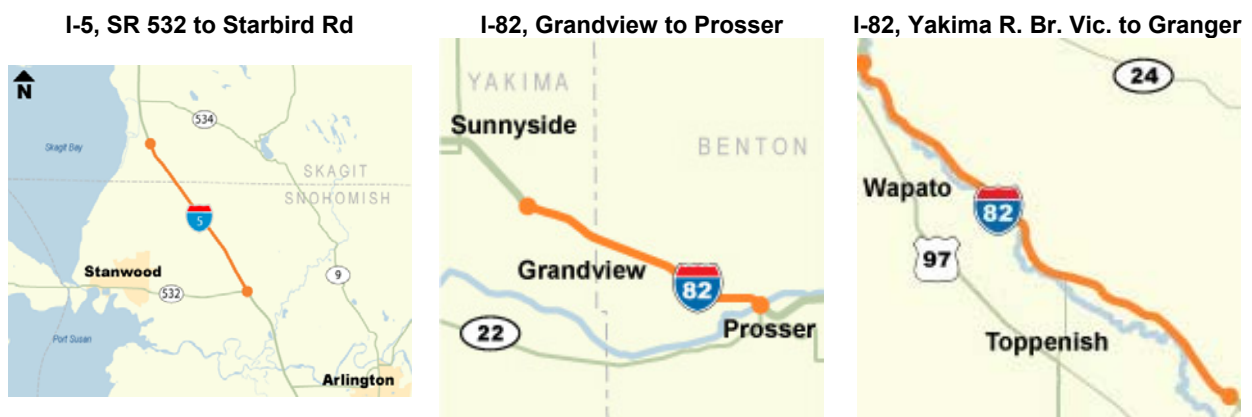 I-5, SR 532 to Starbird Rd
N
534
Skagit Bay
SKAGIT
SNOHOMISH
5
Stanwood
532
9
Port Susan
Arlington
I-82, Grandview to Prosser
YAKIMA
Sunnyside
BENTON
Grandview
82
22
Prosser
I-82, Yakima R. Br. Vic. to Granger
24
Wapato
82
97
Toppenish